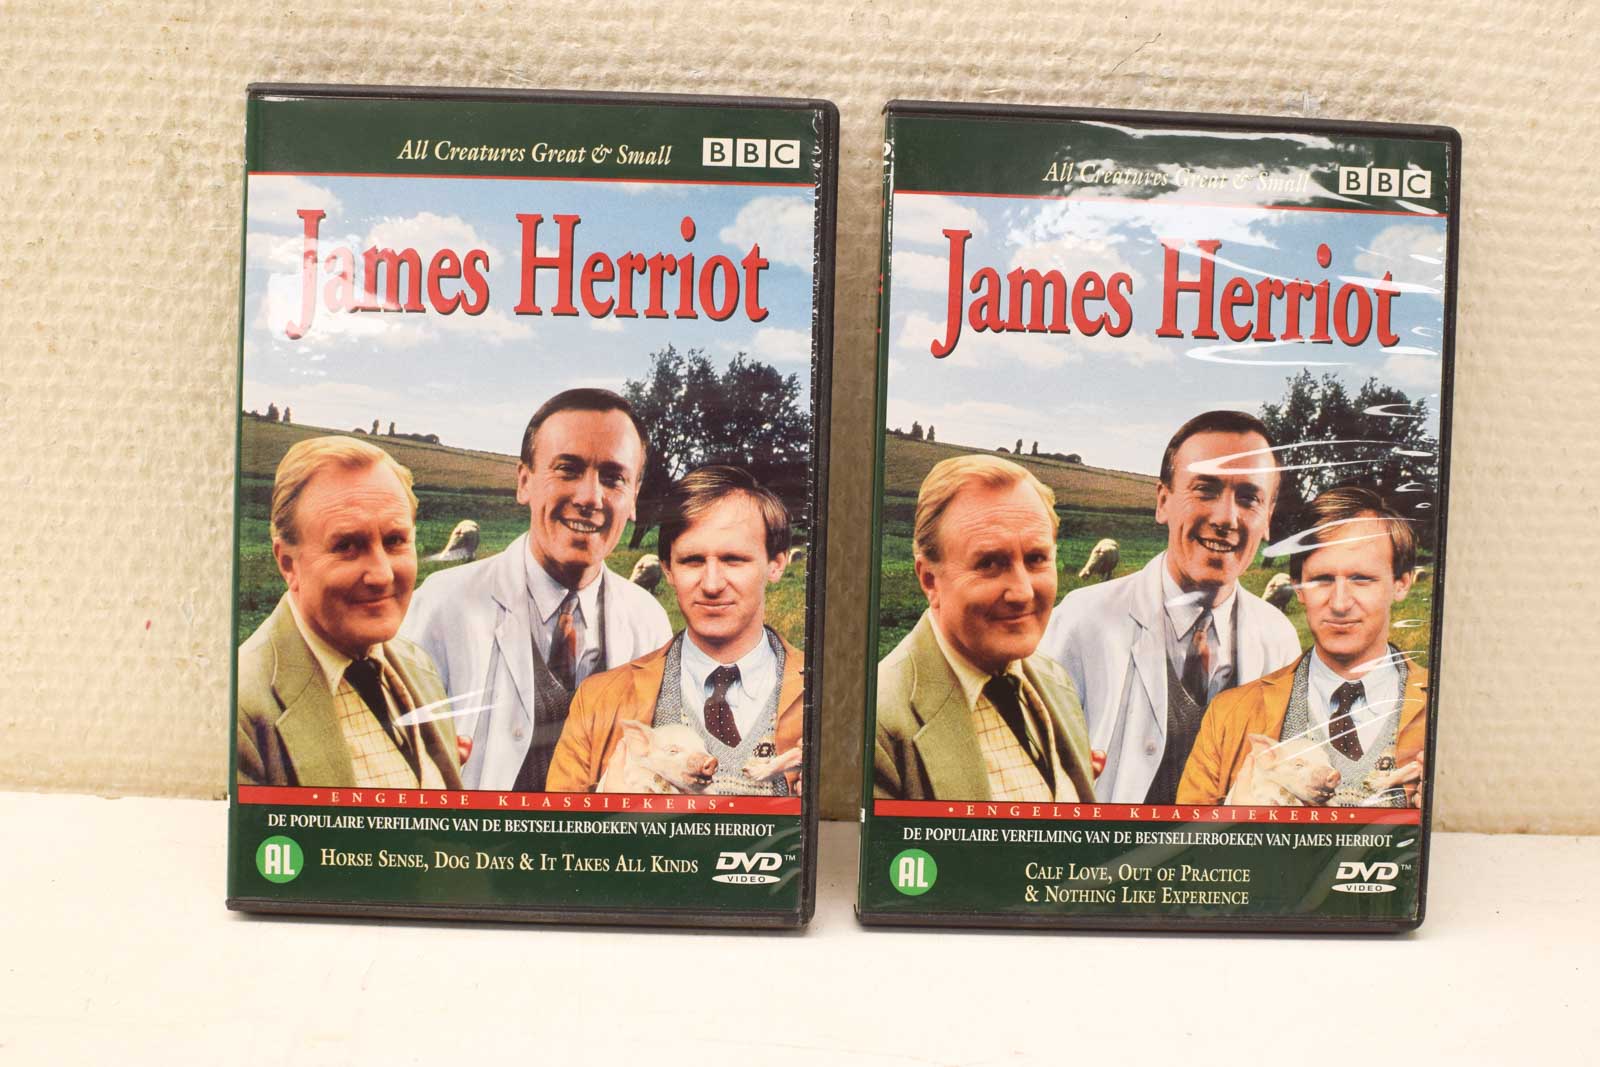 All Creatures Great & Small
BBC
James Herriot
• ENGELSE KLASSIEKERS •
DE POPULAIRE VERFILMING VAN DE BESTSELLERBOEKEN VAN JAMES HERRIOT
AL
HORSE SENSE, DOG DAYS & IT TAKES ALL KINDS
DVD™
VIDEO
All Creatures Great & Small
BBC
James Herriot
• ENGELSE KLASSIEKERS •
DE POPULAIRE VERFILMING VAN DE BESTSELLERBOEKEN VAN JAMES HERRIOT
AL
CALF LOVE, OUT OF PRACTICE
& NOTHING LIKE EXPERIENCE
DVD™
VIDEO